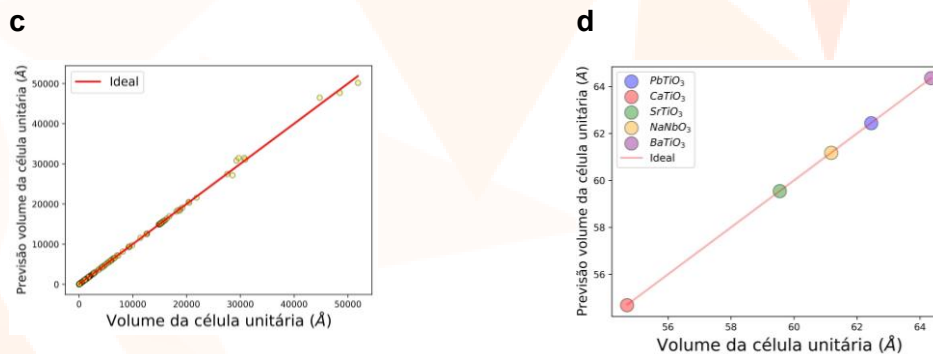 c
Ideal
Previsão volume da célula unitária (Å)
50000
40000
30000
20000
10000
0
0 10000 20000 30000 40000 50000
Volume da célula unitária (Å)
d
PbTiO₃
CaTiO₃
SrTiO₃
NaNbO₃
BaTiO₃
Ideal
Previsão volume da célula unitária (Å)
64
62
60
58
56
56 58 60 62 64
Volume da célula unitária (Å)